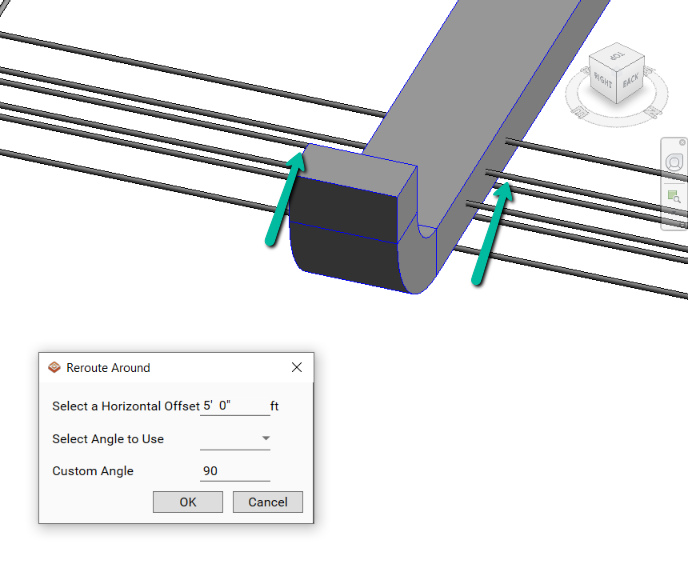 TOP
RIGHT
BACK
Reroute Around
Select a Horizontal Offset 5' 0" ft
Select Angle to Use
Custom Angle 90
OK Cancel